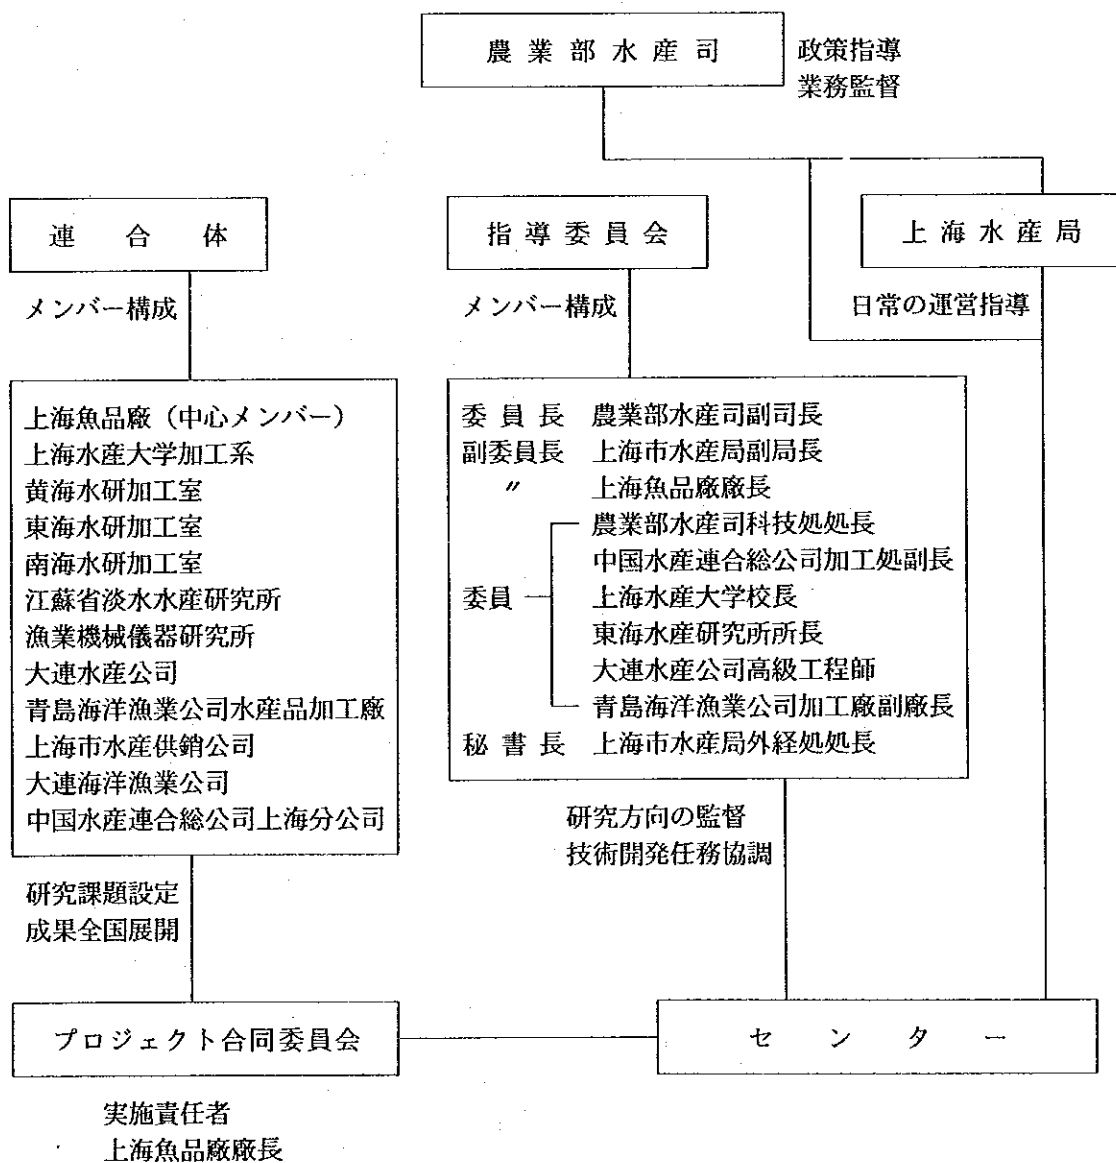 農業部水産司
政策指導
業務監督
連合体
指導委員会
上海水産局
メンバー構成
メンバー構成
日常の運営指導
上海魚品廠（中心メンバー）
上海水産大学加工系
黄海水研加工室
東海水研加工室
南海水研加工室
江蘇省淡水水産研究所
漁業機械儀器研究所
大連水産公司
青島海洋漁業公司水産品加工廠
上海市水産供銷公司
大連海洋漁業公司
中国水産連合総公司上海分公司
委員長 農業部水産司副司長
副委員長 上海市水産局副局長
〃 上海魚品廠廠長
農業部水産司科技処処長
中国水産連合総公司加工処副長
委員 上海水産大学校長
東海水産研究所所長
大連水産公司高級工程師
青島海洋漁業公司加工廠副廠長
秘書長 上海市水産局外経処処長
研究課題設定
成果全国展開
研究方向の監督
技術開発任務協調
プロジェクト合同委員会
センター
実施責任者
上海魚品廠廠長